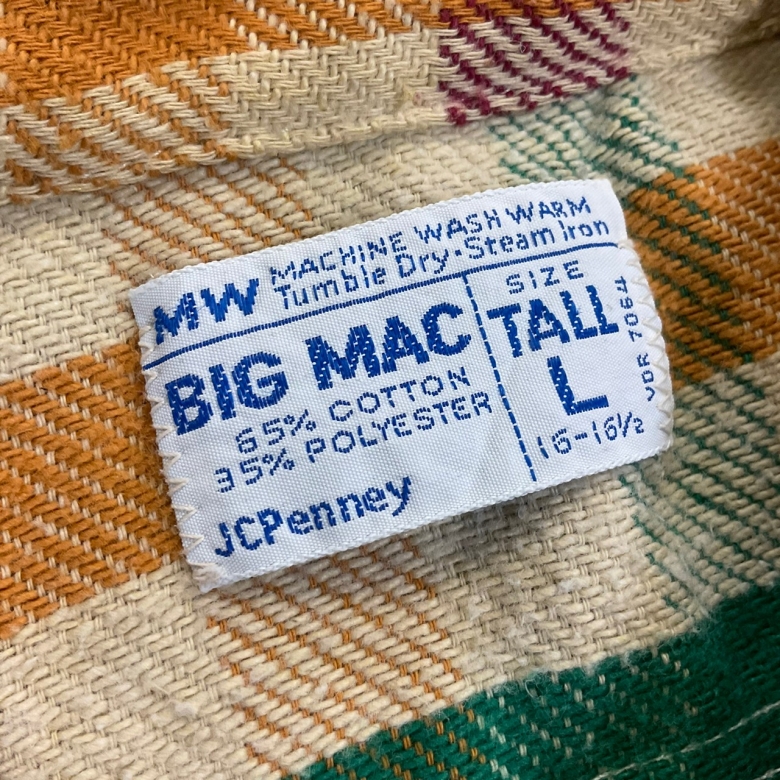 MW
MACHINE WASH WARM
Tumble Dry·Steam Iron
BIG MAC
65% COTTON
35% POLYESTER
JCPenney
SIZE
TALL
L
16-16½
VDR 7064